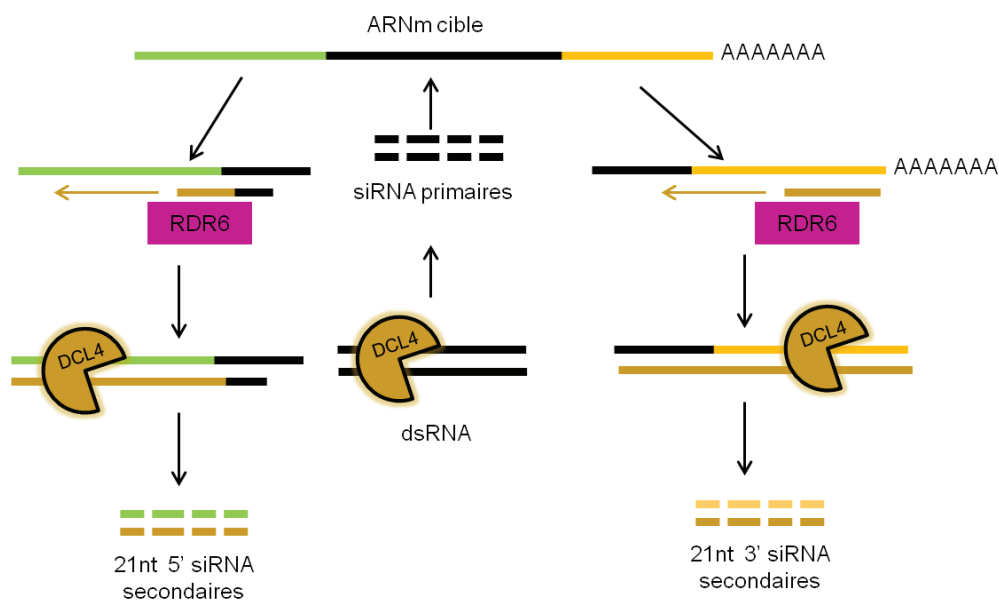 ARNm cible
AAAAAAA
siRNA primaires
AAAAAAA
RDR6
RDR6
DCL4
DCL4
DCL4
dsRNA
21nt 5’ siRNA
secondaires
21nt 3’ siRNA
secondaires